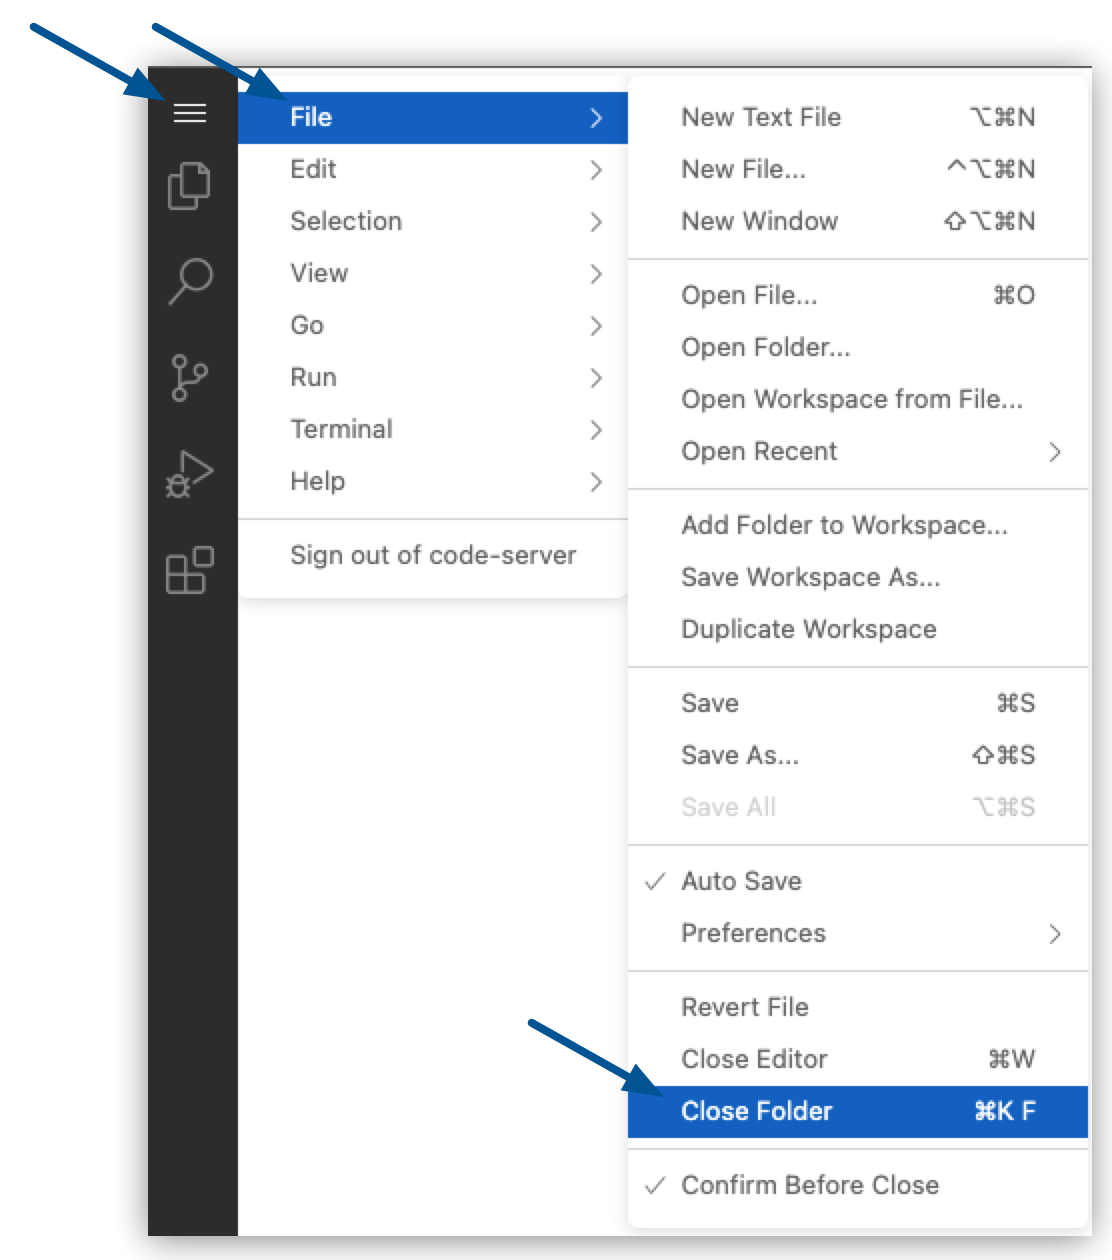 File
Edit
Selection
View
Go
Run
Terminal
Help
Sign out of code-server
New Text File ⌥⌘N
New File... ^⌥⌘N
New Window ⇧⌥⌘N
Open File... ⌘O
Open Folder...
Open Workspace from File...
Open Recent
Add Folder to Workspace...
Save Workspace As...
Duplicate Workspace
Save ⌘S
Save As... ⇧⌘S
Save All ⌥⌘S
✓ Auto Save
Preferences
Revert File
Close Editor ⌘W
Close Folder ⌘K F
✓ Confirm Before Close